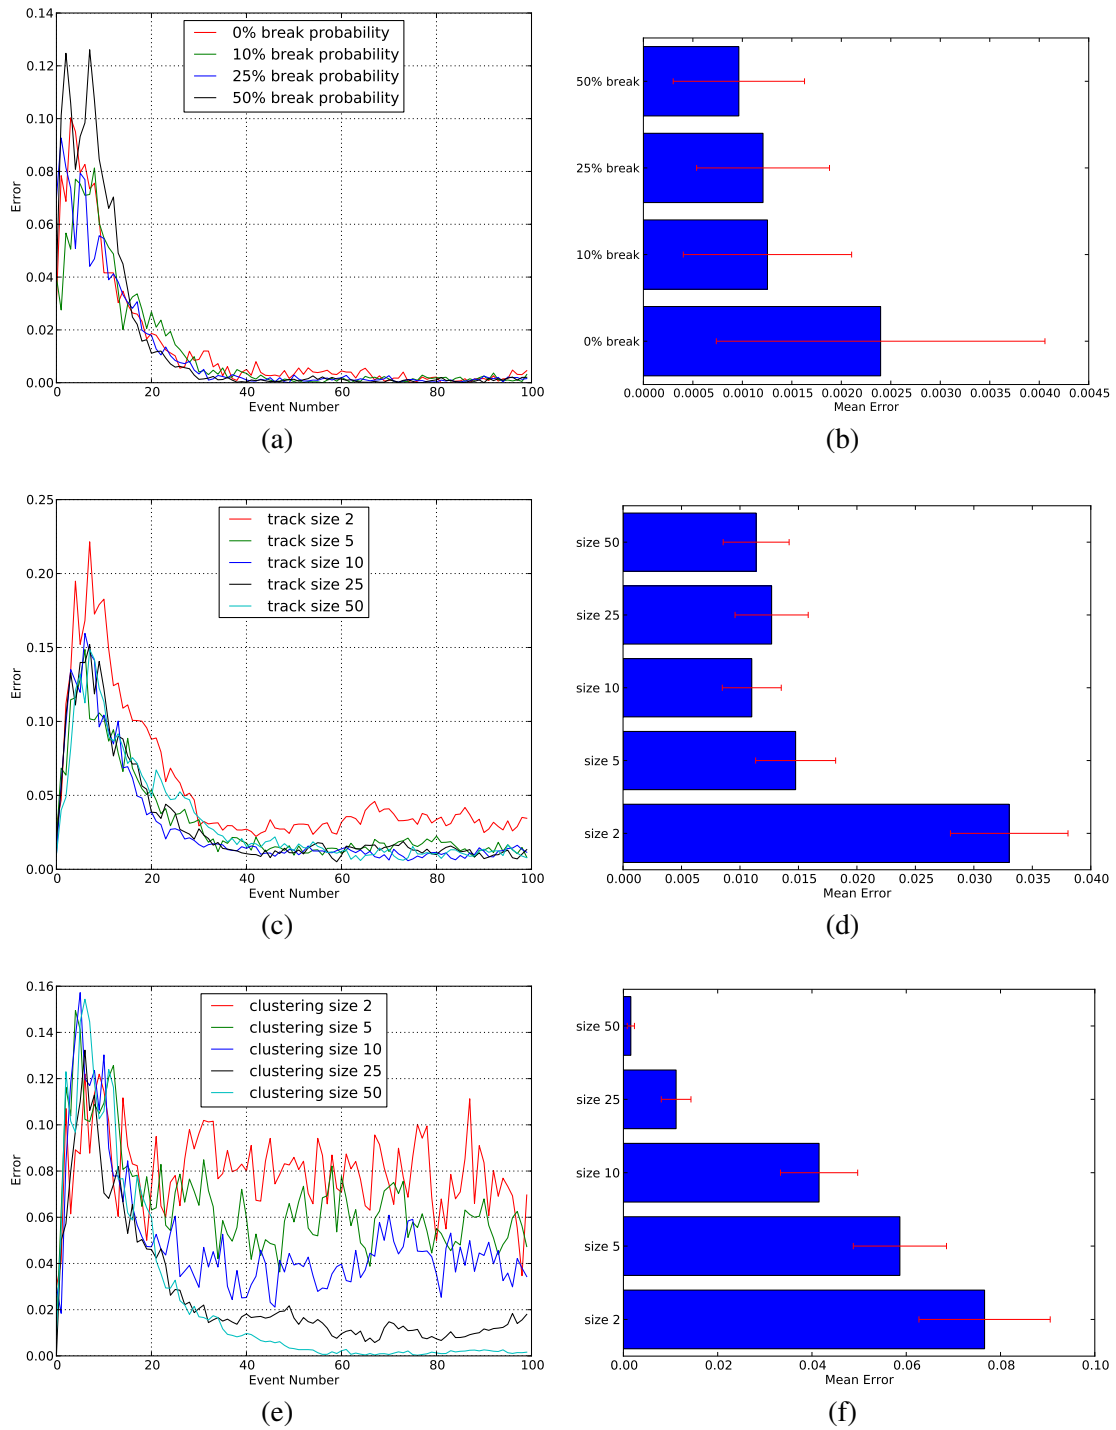 0.14
0.12
0.10
0.08
0.06
0.04
0.02
0.00
Error
0% break probability
10% break probability
25% break probability
50% break probability
0 20 40 60 80 100
Event Number
(a)
50% break
25% break
10% break
0% break
0.0000 0.0005 0.0010 0.0015 0.0020 0.0025 0.0030 0.0035 0.0040 0.0045
Mean Error
(b)
0.25
0.20
0.15
0.10
0.05
0.00
Error
track size 2
track size 5
track size 10
track size 25
track size 50
0 20 40 60 80 100
Event Number
(c)
size 50
size 25
size 10
size 5
size 2
0.000 0.005 0.010 0.015 0.020 0.025 0.030 0.035 0.040
Mean Error
(d)
0.16
0.14
0.12
0.10
0.08
0.06
0.04
0.02
0.00
Error
clustering size 2
clustering size 5
clustering size 10
clustering size 25
clustering size 50
0 20 40 60 80 100
Event Number
(e)
size 50
size 25
size 10
size 5
size 2
0.00 0.02 0.04 0.06 0.08 0.10
Mean Error
(f)